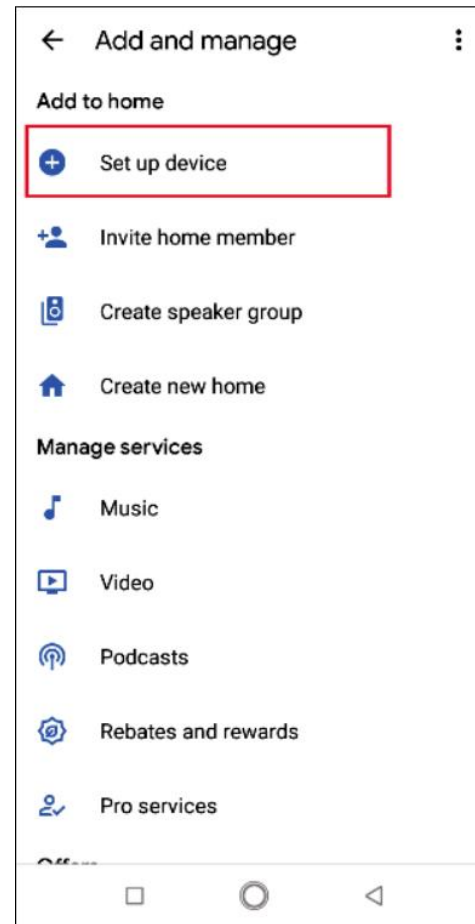 Add and manage
Add to home
Set up device
Invite home member
Create speaker group
Create new home
Manage services
Music
Video
Podcasts
Rebates and rewards
Pro services